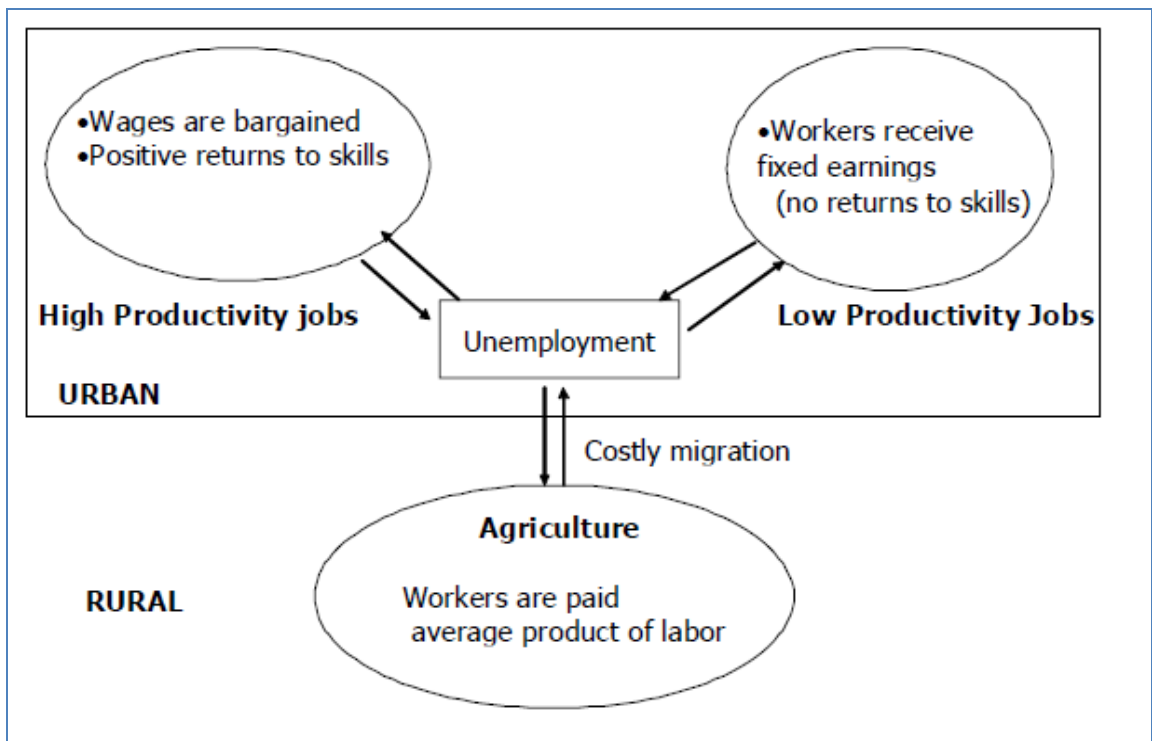 •Wages are bargained
•Positive returns to skills
•Workers receive
fixed earnings
(no returns to skills)
High Productivity jobs
Low Productivity Jobs
Unemployment
URBAN
Costly migration
Agriculture
RURAL
Workers are paid
average product of labor